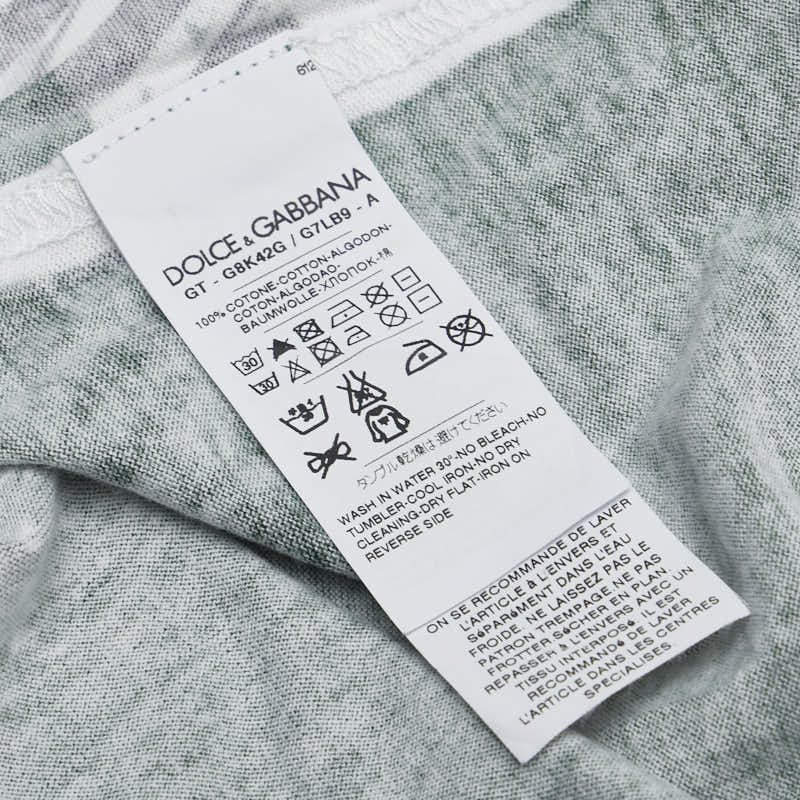 612
DOLCE & GABBANA
GT - G8K42G / G7LB9 - A
100% COTONE-COTTON-ALGODON-
COTON-ALGODAO-
BAUMWOLLE-ХЛОПОК-棉
30
30
タンブル乾燥は避けてください
WASH IN WATER 30°-NO BLEACH-NO
TUMBLER-COOL IRON-NO DRY
CLEANING-DRY FLAT-IRON ON
REVERSE SIDE
ON SE RECOMMANDE DE LAVER
L'ARTICLE À L'ENVERS ET
SÉPARÉMENT DANS L'EAU
FROIDE. NE LAISSEZ PAS LE
PATRON TREMPAGE. NE PAS
FROTTER. SÉCHER EN PLAN.
REPASSER À L'ENVERS AVEC UN
TISSU INTERPOSÉ. IL EST
RECOMMANDÉ DE LAVER
L'ARTICLE DANS LES CENTRES
SPECIALISES.